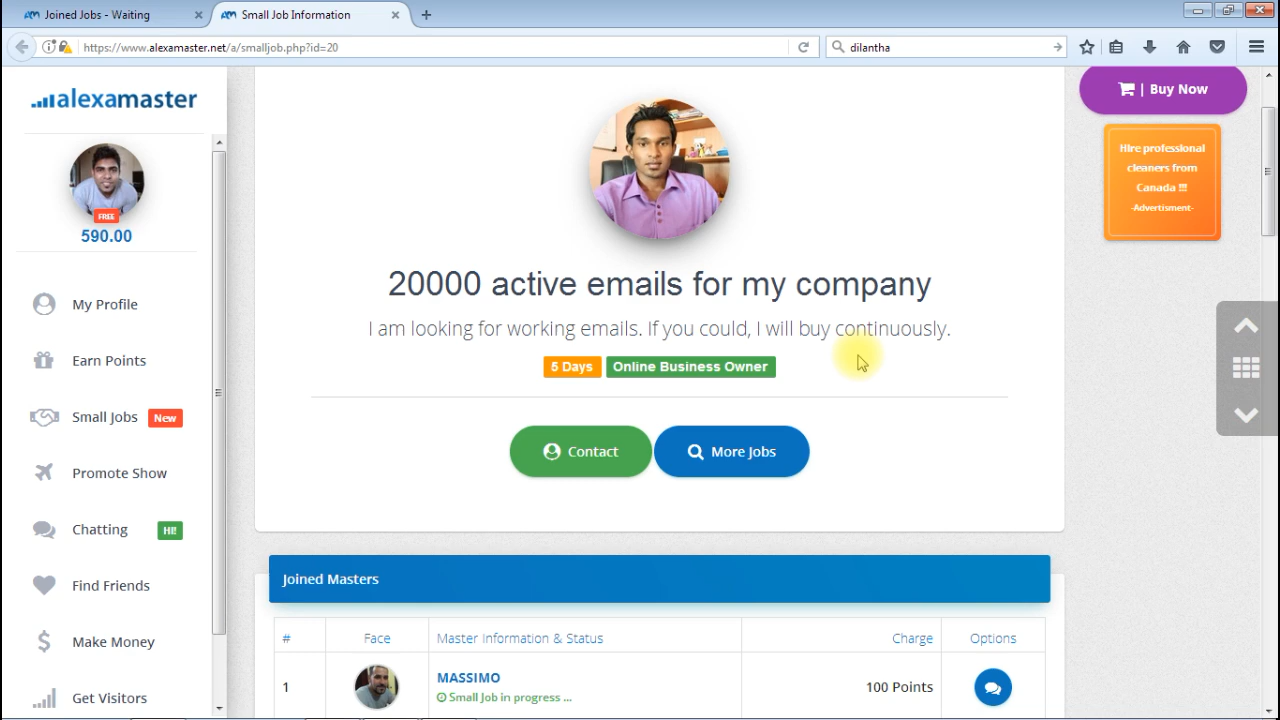 Joined Jobs - Waiting
Small Job Information
https://www.alexamaster.net/a/smalljob.php?id=20
dilantha
alexamaster
FREE
590.00
My Profile
Earn Points
Small Jobs New
Promote Show
Chatting HI!
Find Friends
Make Money
Get Visitors
20000 active emails for my company
I am looking for working emails. If you could, I will buy continuously.
5 Days Online Business Owner
Contact
More Jobs
Joined Masters
# Face Master Information & Status Charge Options
1 MASSIMO 100 Points
Small Job in progress ...
| Buy Now
Hire professional
cleaners from
Canada !!!
-Advertisment-